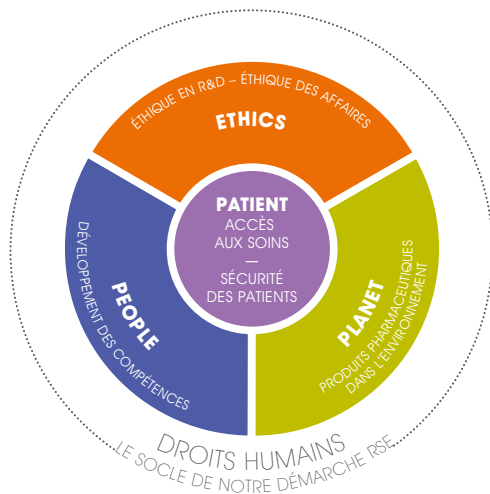 ÉTHIQUE EN R&D – ÉTHIQUE DES AFFAIRES
ETHICS
PATIENT
ACCÈS
AUX SOINS
—
SÉCURITÉ
DES PATIENTS
PEOPLE
DÉVELOPPEMENT DES COMPÉTENCES
PLANET
PRODUITS PHARMACEUTIQUES
DANS L'ENVIRONNEMENT
DROITS HUMAINS
LE SOCLE DE NOTRE DÉMARCHE RSE